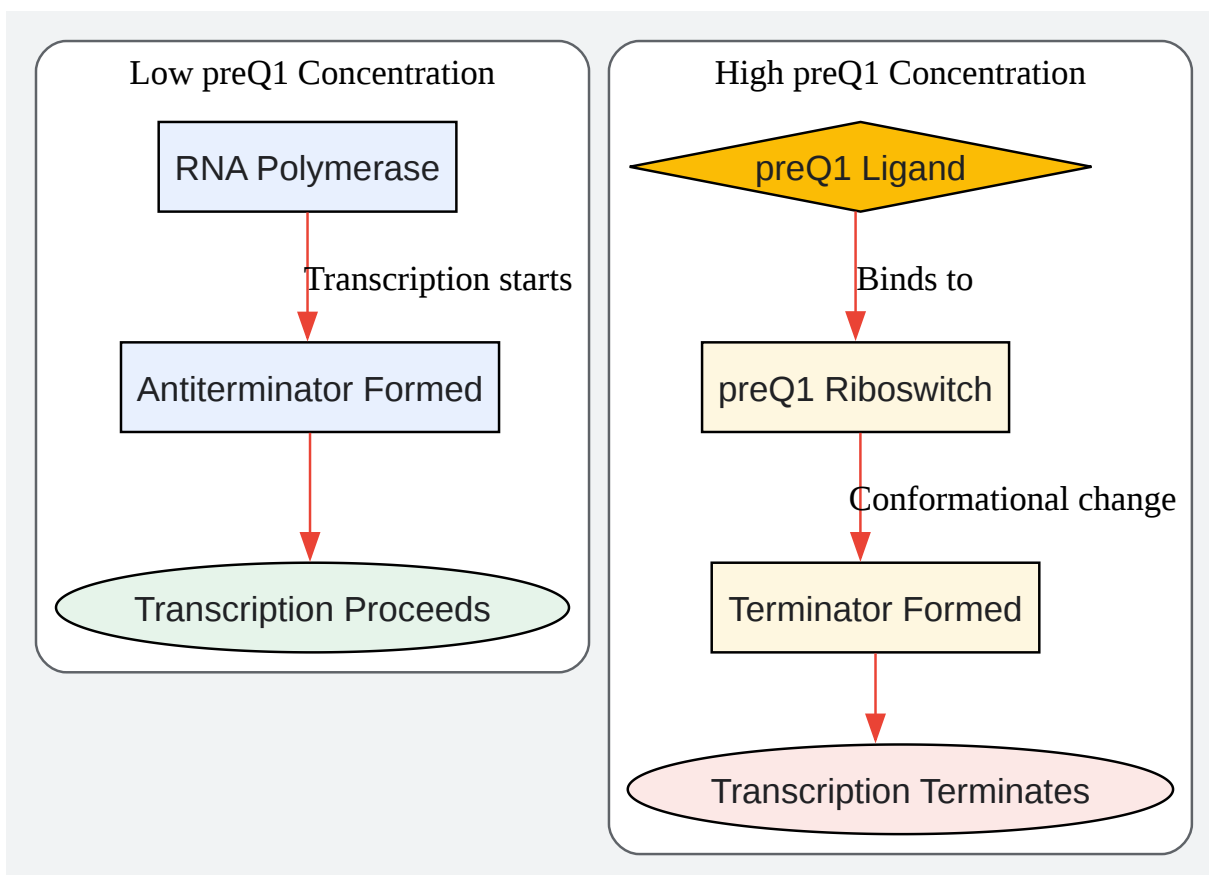 Low preQ1 Concentration
RNA Polymerase
Transcription starts
Antiterminator Formed
Transcription Proceeds
High preQ1 Concentration
preQ1 Ligand
Binds to
preQ1 Riboswitch
Conformational change
Terminator Formed
Transcription Terminates